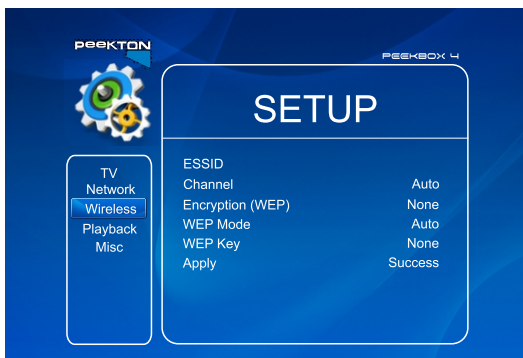 PeeKTON
PEEKBOX 4
SETUP
TV
Network
Wireless
Playback
Misc
ESSID
Channel Auto
Encryption (WEP) None
WEP Mode Auto
WEP Key None
Apply Success